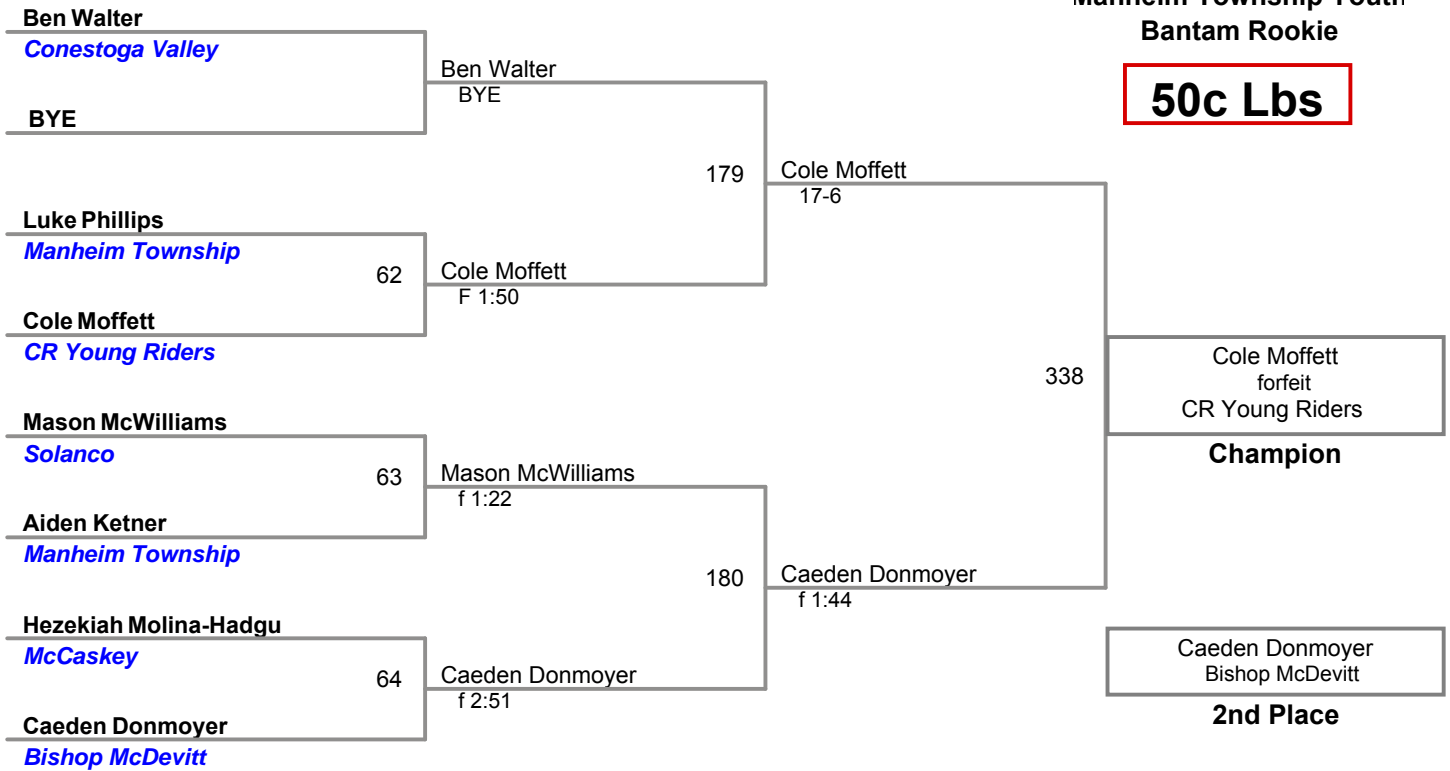 Manheim Township Youth
Bantam Rookie
50c Lbs
Ben Walter
Conestoga Valley
BYE
Luke Phillips
Manheim Township
Cole Moffett
CR Young Riders
Mason McWilliams
Solanco
Aiden Ketner
Manheim Township
Hezekiah Molina-Hadgu
McCaskey
Caeden Donmoyer
Bishop McDevitt
62
63
64
Ben Walter
BYE
Cole Moffett
F 1:50
Mason McWilliams
f 1:22
Caeden Donmoyer
f 2:51
179
180
Cole Moffett
17-6
Caeden Donmoyer
f 1:44
338
Cole Moffett
forfeit
CR Young Riders
Champion
Caeden Donmoyer
Bishop McDevitt
2nd Place